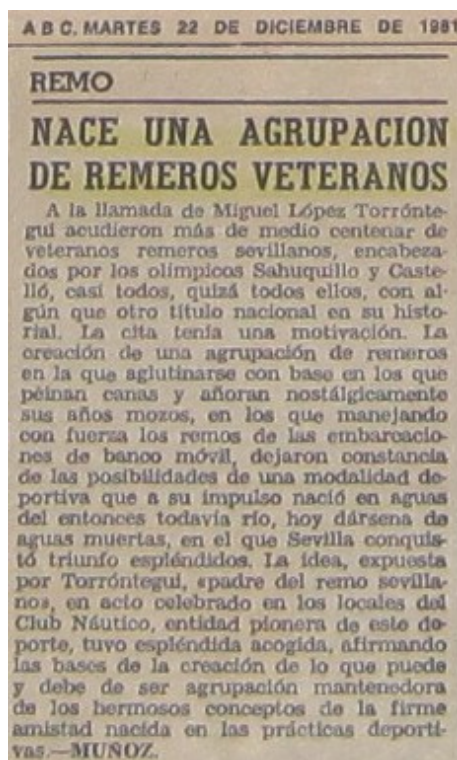 A B C. MARTES 22 DE DICIEMBRE DE 1981
REMO
NACE UNA AGRUPACION
DE REMEROS VETERANOS
A la llamada de Miguel López Torrónte-
gui acudieron más de medio centenar de
veteranos remeros sevillanos, encabeza-
dos por los olímpicos Sahuquillo y Caste-
lló, casi todos, quizá todos ellos, con al-
gún que otro título nacional en su histo-
rial. La cita tenía una motivación. La
creación de una agrupación de remeros
en la que aglutinarse con base en los que
peinan canas y añoran nostálgicamente
sus años mozos, en los que manejando
con fuerza los remos de las embarcacio-
nes de banco móvil, dejaron constancia
de las posibilidades de una modalidad de-
portiva que a su impulso nació en aguas
del entonces todavía río, hoy dársena de
aguas muertas, en el que Sevilla conquis-
tó triunfo espléndidos. La idea, expuesta
por Torróntegui, «padre del remo sevilla-
no», en acto celebrado en los locales del
Club Náutico, entidad pionera de este de-
porte, tuvo espléndida acogida, afirmando
las bases de la creación de lo que puede
y debe de ser agrupación mantenedora
de los hermosos conceptos de la firme
amistad nacida en las prácticas deporti-
vas.—MUÑOZ.